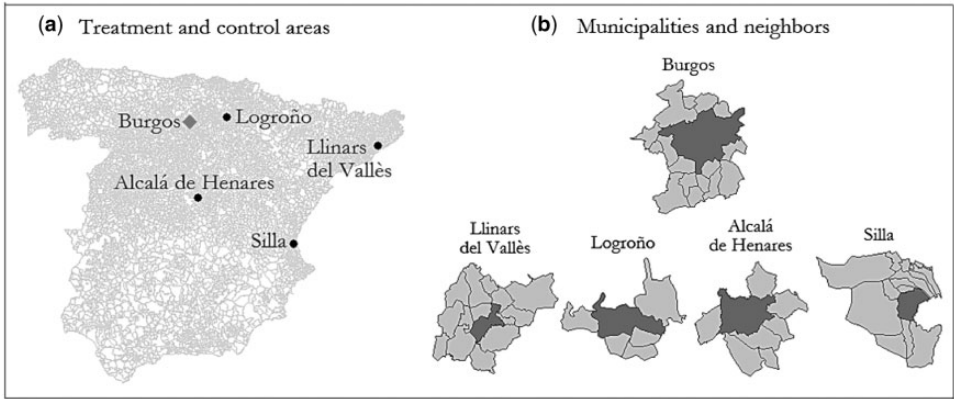 (a) Treatment and control areas
Burgos
Logroño
Llinars
del Vallès
Alcalá de Henares
Silla
(b) Municipalities and neighbors
Burgos
Llinars
del Vallès
Logroño
Alcalá
de Henares
Silla